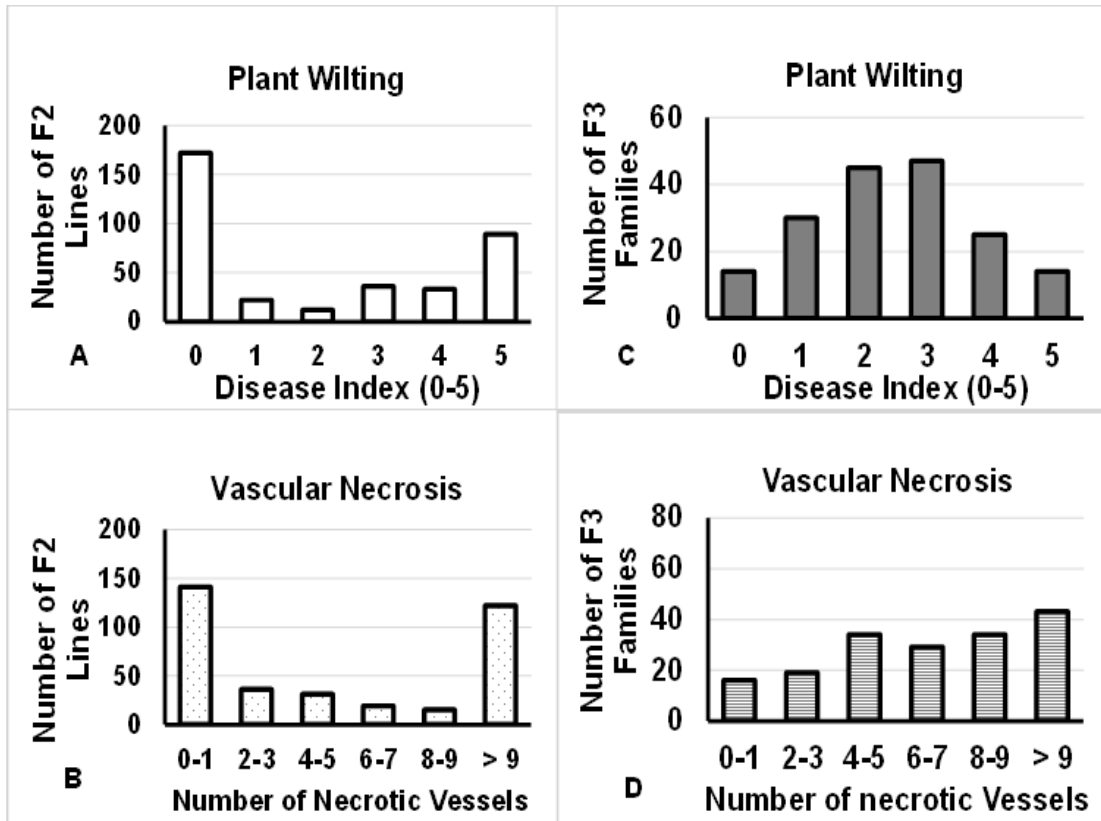 Plant Wilting
Number of F2
Lines
200
150
100
50
0
0 1 2 3 4 5
A
Disease Index (0-5)
Plant Wilting
Number of F3
Families
60
40
20
0
0 1 2 3 4 5
C
Disease Index (0-5)
Vascular Necrosis
Number of F2
Lines
200
150
100
50
0
0-1 2-3 4-5 6-7 8-9 > 9
B
Number of Necrotic Vessels
Vascular Necrosis
Number of F3
Families
80
60
40
20
0
0-1 2-3 4-5 6-7 8-9 > 9
D
Number of necrotic Vessels